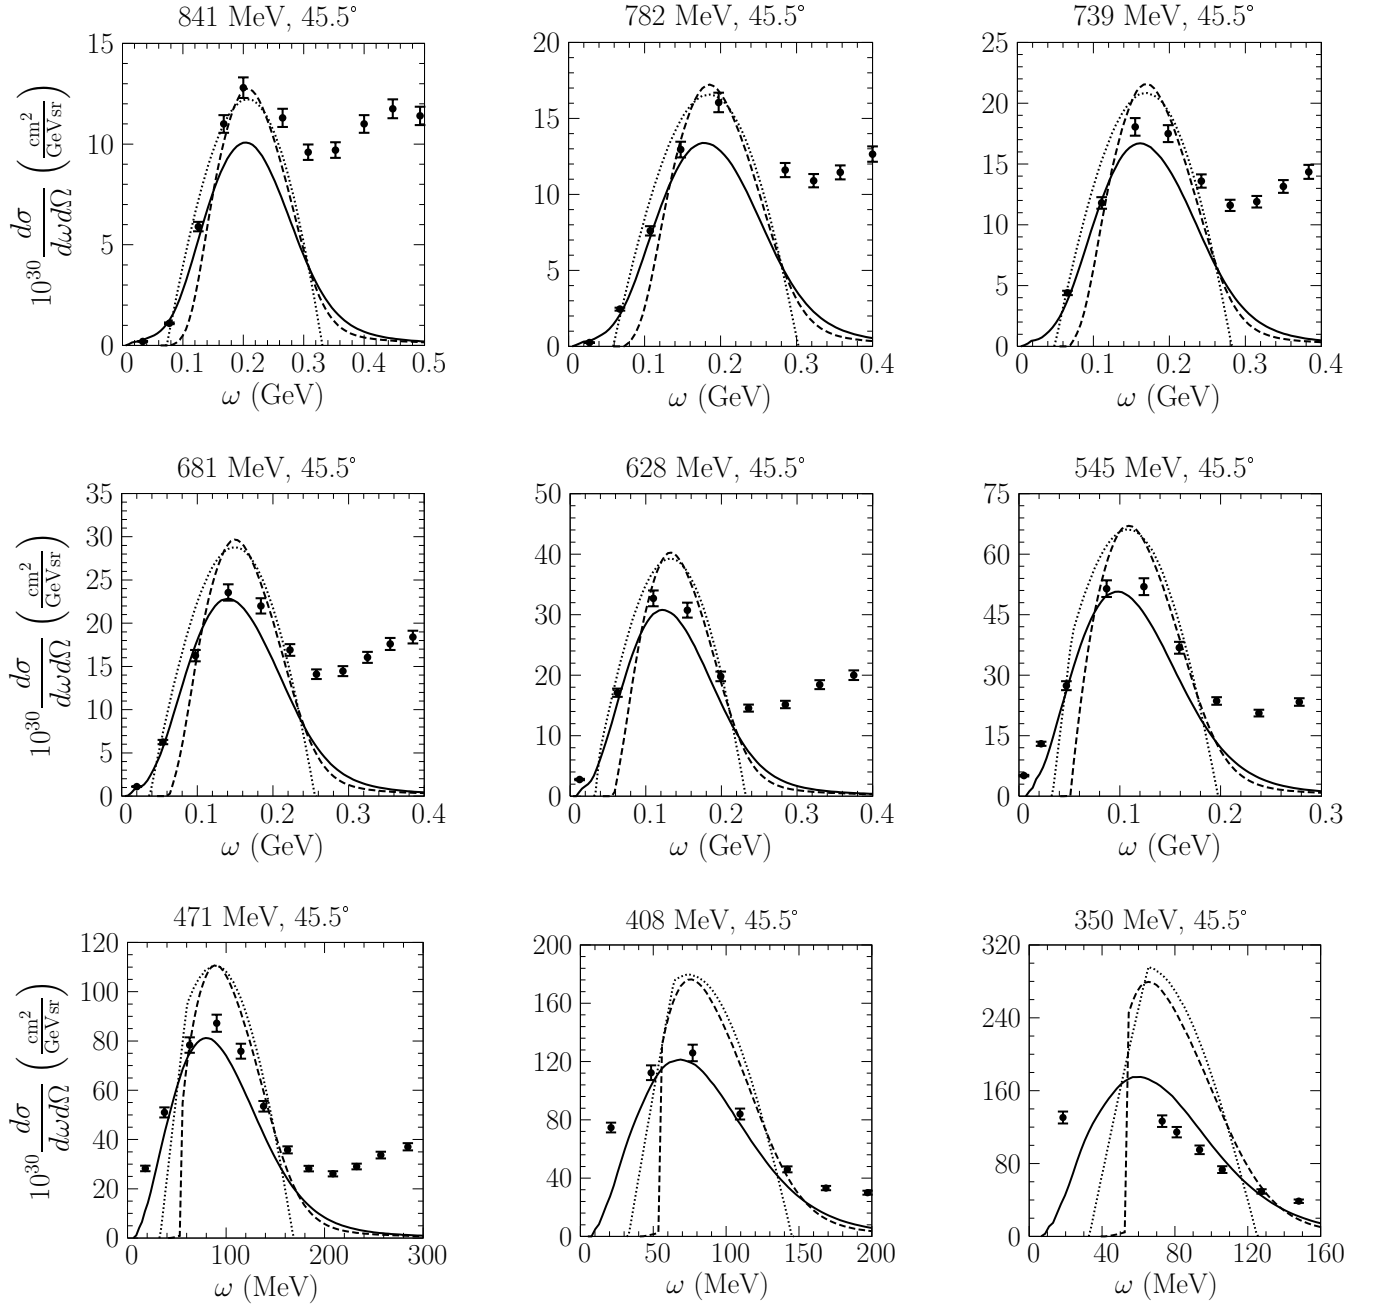 841 MeV, 45.5°
782 MeV, 45.5°
739 MeV, 45.5°
10^30 dσ/dωdΩ (cm²/GeV sr)
15
10
5
0
0 0.1 0.2 0.3 0.4 0.5
ω (GeV)
20
15
10
5
0
0 0.1 0.2 0.3 0.4
ω (GeV)
25
20
15
10
5
0
0 0.1 0.2 0.3 0.4
ω (GeV)
681 MeV, 45.5°
628 MeV, 45.5°
545 MeV, 45.5°
10^30 dσ/dωdΩ (cm²/GeV sr)
35
30
25
20
15
10
5
0
0 0.1 0.2 0.3 0.4
ω (GeV)
50
40
30
20
10
0
0 0.1 0.2 0.3 0.4
ω (GeV)
75
60
45
30
15
0
0 0.1 0.2 0.3
ω (GeV)
471 MeV, 45.5°
408 MeV, 45.5°
350 MeV, 45.5°
10^30 dσ/dωdΩ (cm²/GeV sr)
120
100
80
60
40
20
0
0 100 200 300
ω (MeV)
200
160
120
80
40
0
0 50 100 150 200
ω (MeV)
320
240
160
80
0
0 40 80 120 160
ω (MeV)